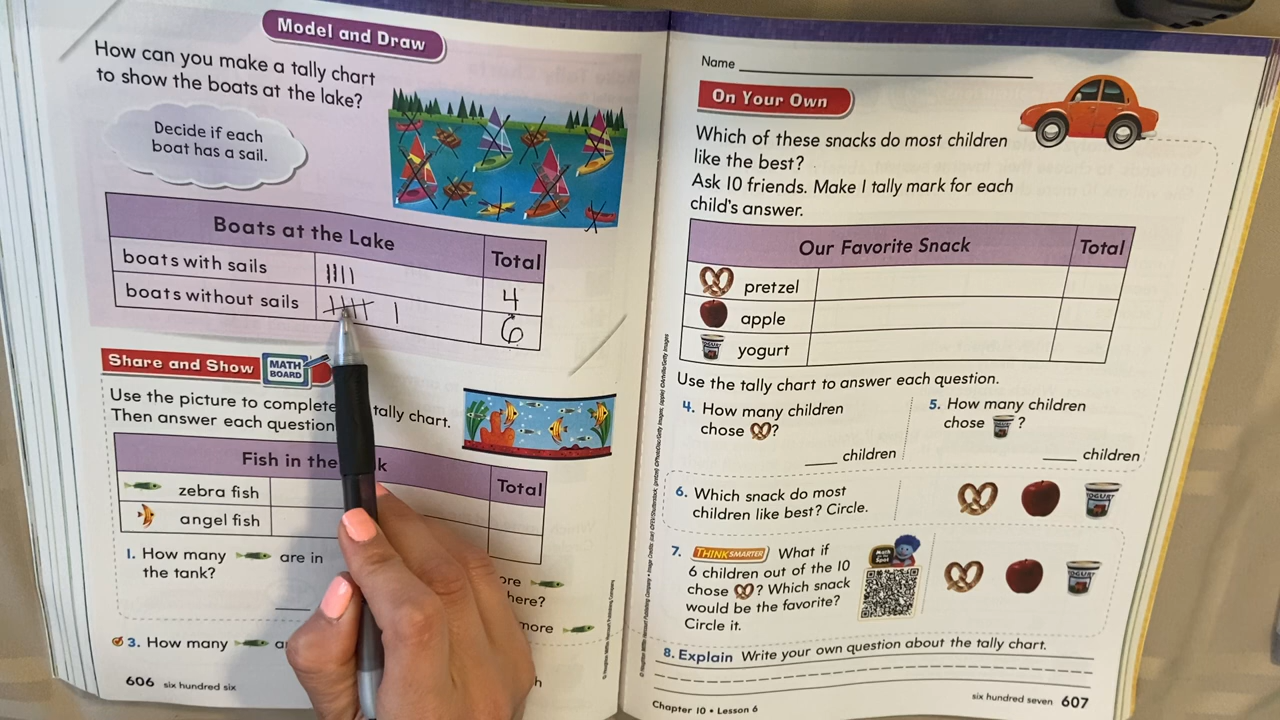 Model and Draw
How can you make a tally chart
to show the boats at the lake?
Decide if each
boat has a sail.
Boats at the Lake
Total
boats with sails
4
boats without sails
6
Share and Show
MATH
BOARD
Use the picture to complete tally chart.
Then answer each question
Fish in the
Total
zebra fish
angel fish
1. How many are in
the tank?
3. How many
more
606 six hundred six
Name
On Your Own
Which of these snacks do most children
like the best?
Ask 10 friends. Make 1 tally mark for each
child's answer.
Our Favorite Snack
Total
pretzel
apple
yogurt
Use the tally chart to answer each question.
4. How many children
chose ?
children
5. How many children
chose ?
children
6. Which snack do most
children like best? Circle.
YOGURT
7. THINK SMARTER What if
6 children out of the 10
chose ? Which snack
would be the favorite?
Circle it.
Math on the Spot
8. Explain Write your own question about the tally chart.
Chapter 10 • Lesson 6
six hundred seven 607